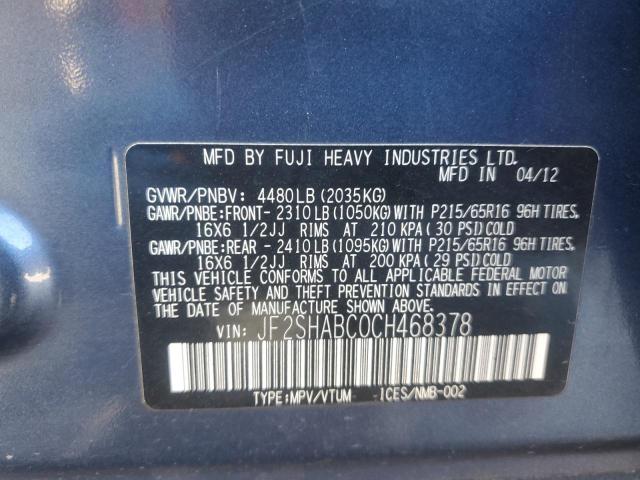 MFD BY FUJI HEAVY INDUSTRIES LTD.
MFD IN 04/12
GVWR/PNBV: 4480LB (2035KG)
GAWR/PNBE:FRONT- 2310LB (1050KG) WITH P215/65R16 96H TIRES,
16X6 1/2JJ RIMS AT 210 KPA ( 30 PSI) COLD
GAWR/PNBE:REAR - 2410LB (1095KG) WITH P215/65R16 96H TIRES,
16X6 1/2JJ RIMS AT 200 KPA ( 29 PSI) COLD
THIS VEHICLE CONFORMS TO ALL APPLICABLE FEDERAL MOTOR
VEHICLE SAFETY AND THEFT PREVENTION STANDARDS IN EFFECT ON
THE DATE OF MANUFACTURE SHOWN ABOVE.
VIN: JF2SHABC0CH468378
TYPE:MPV/VTUM ICES/NMB-002